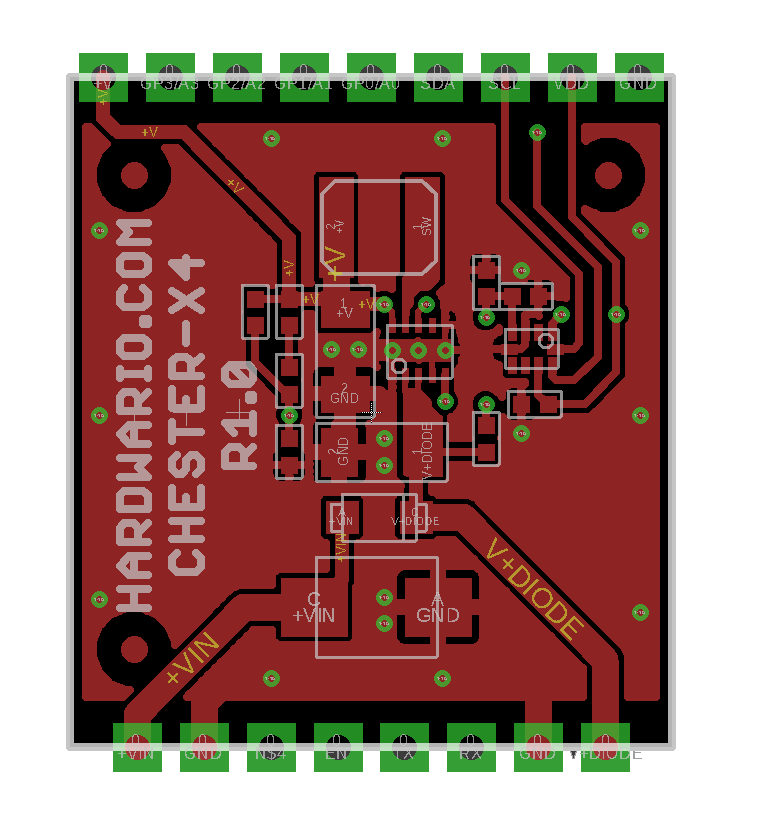 +V GP3/A3 GP2/A2 GP1/A1 GP0/A0 SDA SCL VDD GND
+V
+V
+V
+V
+V
+V
+V
2
+V
1
SW
1
+V
2
GND
2
GND
1
V+DIODE
HARDWARIO.COM
CHESTER-X4
R1.0
A
+VIN
C
V+DIODE
+VIN
C
+VIN
A
GND
+VIN
V+DIODE
+VIN GND EN TX RX GND V+DIODE